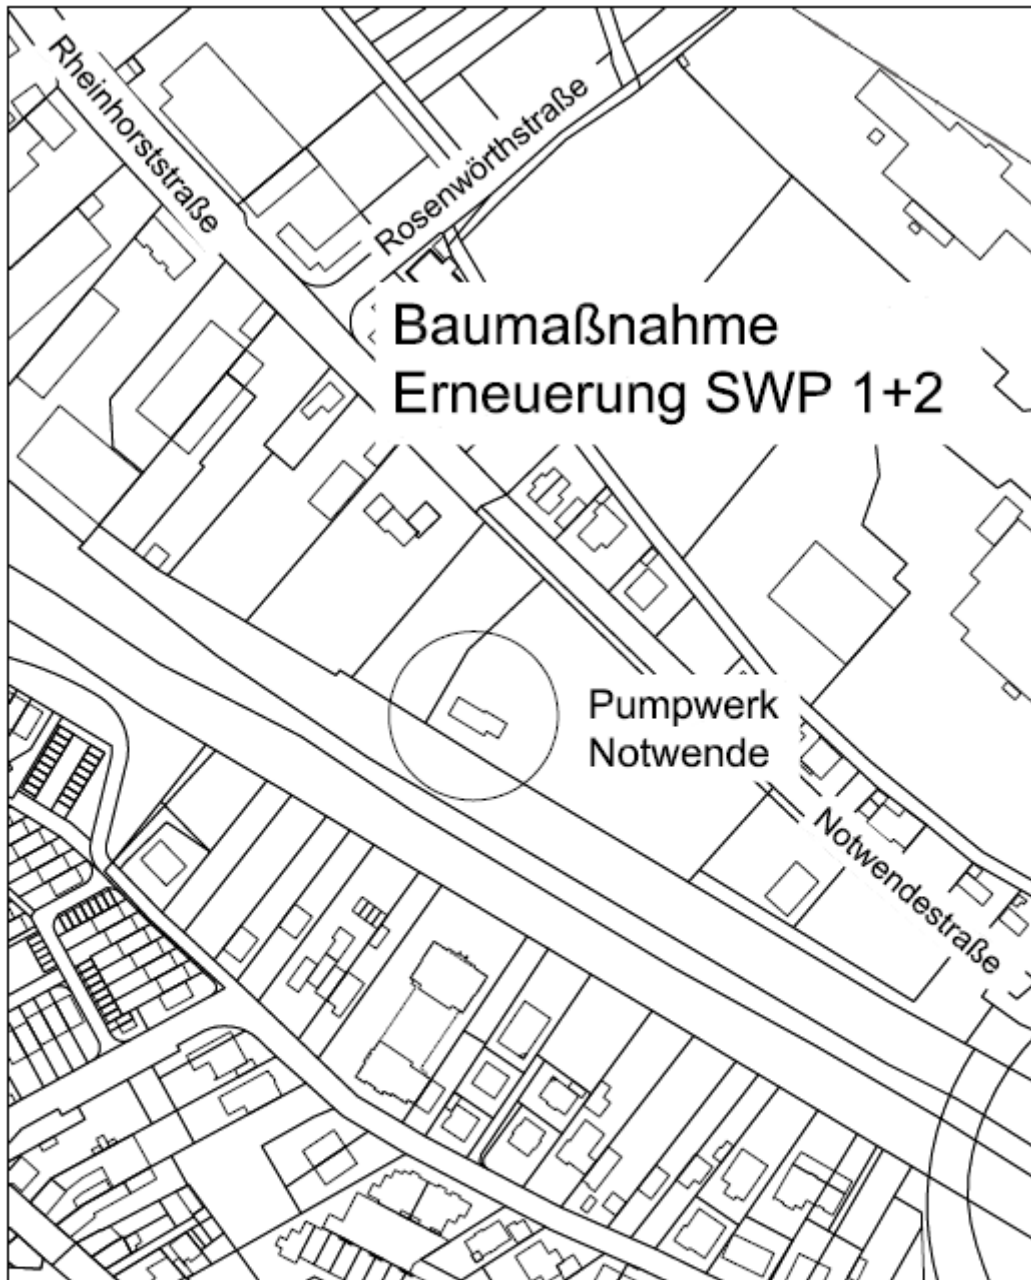 Rheinhorststraße
Rosenwörthstraße
Baumaßnahme
Erneuerung SWP 1+2
Pumpwerk
Notwende
Notwendestraße